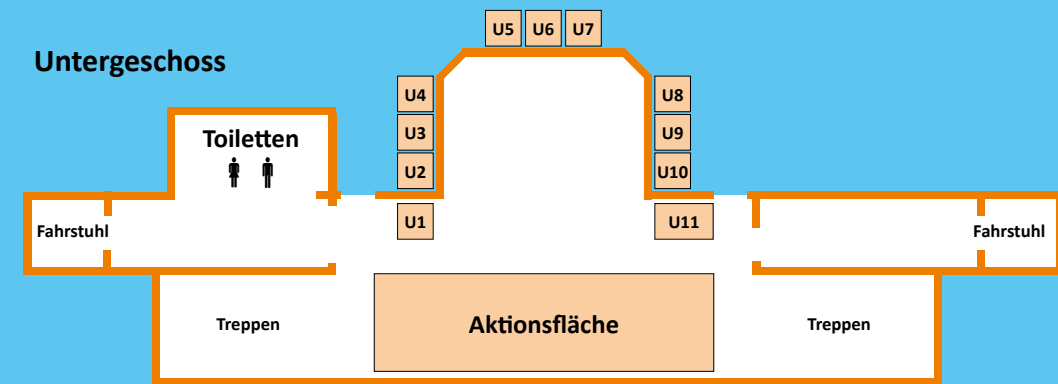 U5 U6 U7
Untergeschoss
U4 U8
Toiletten U3 U9
U2 U10
U1 U11
Fahrstuhl Fahrstuhl
Treppen Aktionsfläche Treppen